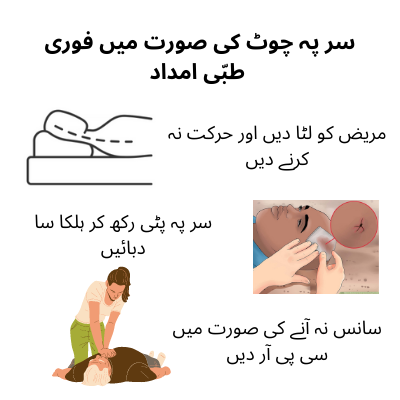 سر پہ چوٹ کی صورت میں فوری
طبّی امداد
مریض کو لٹا دیں اور حرکت نہ
کرنے دیں
سر پہ پٹی رکھ کر ہلکا سا
دبائیں
سانس نہ آنے کی صورت میں
سی پی آر دیں